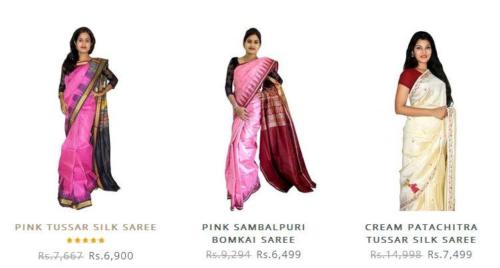 PINK TUSSAR SILK SAREE
Rs.7,667 Rs.6,900
PINK SAMBALPURI
BOMKAI SAREE
Rs.9,294 Rs.6,499
CREAM PATACHITRA
TUSSAR SILK SAREE
Rs.14,998 Rs.7,499